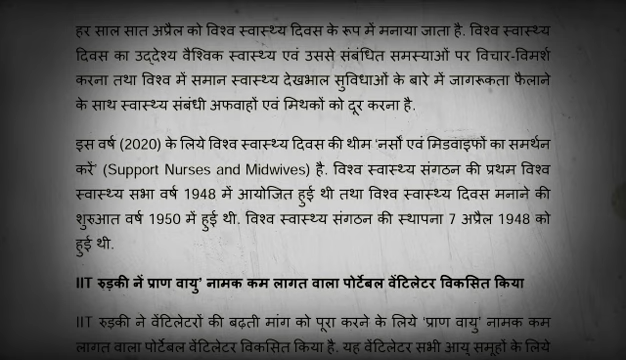 हर साल सात अप्रैल को विश्व स्वास्थ्य दिवस के रूप में मनाया जाता है. विश्व स्वास्थ्य
दिवस का उद्देश्य वैश्विक स्वास्थ्य एवं उससे संबंधित समस्याओं पर विचार-विमर्श
करना तथा विश्व में समान स्वास्थ्य देखभाल सुविधाओं के बारे में जागरूकता फैलाने
के साथ स्वास्थ्य संबंधी अफवाहों एवं मिथकों को दूर करना है.
इस वर्ष (2020) के लिये विश्व स्वास्थ्य दिवस की थीम 'नर्सों एवं मिडवाइफों का समर्थन
करें' (Support Nurses and Midwives) है. विश्व स्वास्थ्य संगठन की प्रथम विश्व
स्वास्थ्य सभा वर्ष 1948 में आयोजित हुई थी तथा विश्व स्वास्थ्य दिवस मनाने की
शुरुआत वर्ष 1950 में हुई थी. विश्व स्वास्थ्य संगठन की स्थापना 7 अप्रैल 1948 को
हुई थी.
IIT रुड़की नें प्राण वायु' नामक कम लागत वाला पोर्टेबल वेंटिलेटर विकसित किया
IIT रुड़की ने वेंटिलेटरों की बढ़ती मांग को पूरा करने के लिये 'प्राण वायु' नामक कम
लागत वाला पोर्टेबल वेंटिलेटर विकसित किया है. यह वेंटिलेटर सभी आयु समूहों के लिये